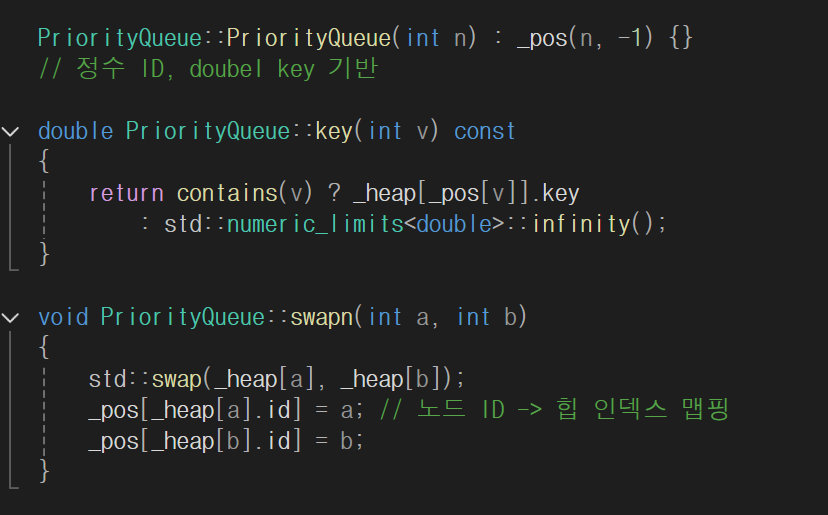 PriorityQueue::PriorityQueue(int n) : _pos(n, -1) {}
// 정수 ID, doubel key 기반
double PriorityQueue::key(int v) const
{
return contains(v) ? _heap[_pos[v]].key
: std::numeric_limits<double>::infinity();
}
void PriorityQueue::swapn(int a, int b)
{
std::swap(_heap[a], _heap[b]);
_pos[_heap[a].id] = a; // 노드 ID -> 힙 인덱스 맵핑
_pos[_heap[b].id] = b;
}